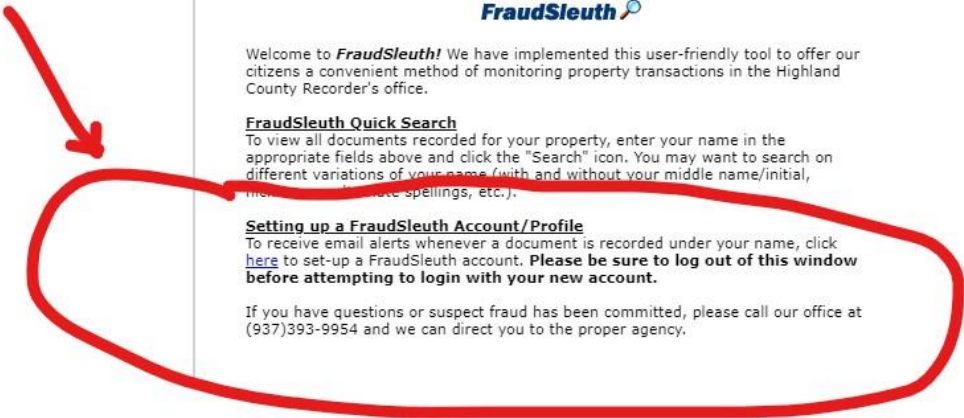 FraudSleuth
Welcome to FraudSleuth! We have implemented this user-friendly tool to offer our
citizens a convenient method of monitoring property transactions in the Highland
County Recorder's office.
FraudSleuth Quick Search
To view all documents recorded for your property, enter your name in the
appropriate fields above and click the "Search" icon. You may want to search on
different variations of your name (with and without your middle name/initial,
spellings, etc.).
Setting up a FraudSleuth Account/Profile
To receive email alerts whenever a document is recorded under your name, click
here to set-up a FraudSleuth account. Please be sure to log out of this window
before attempting to login with your new account.
If you have questions or suspect fraud has been committed, please call our office at
(937)393-9954 and we can direct you to the proper agency.